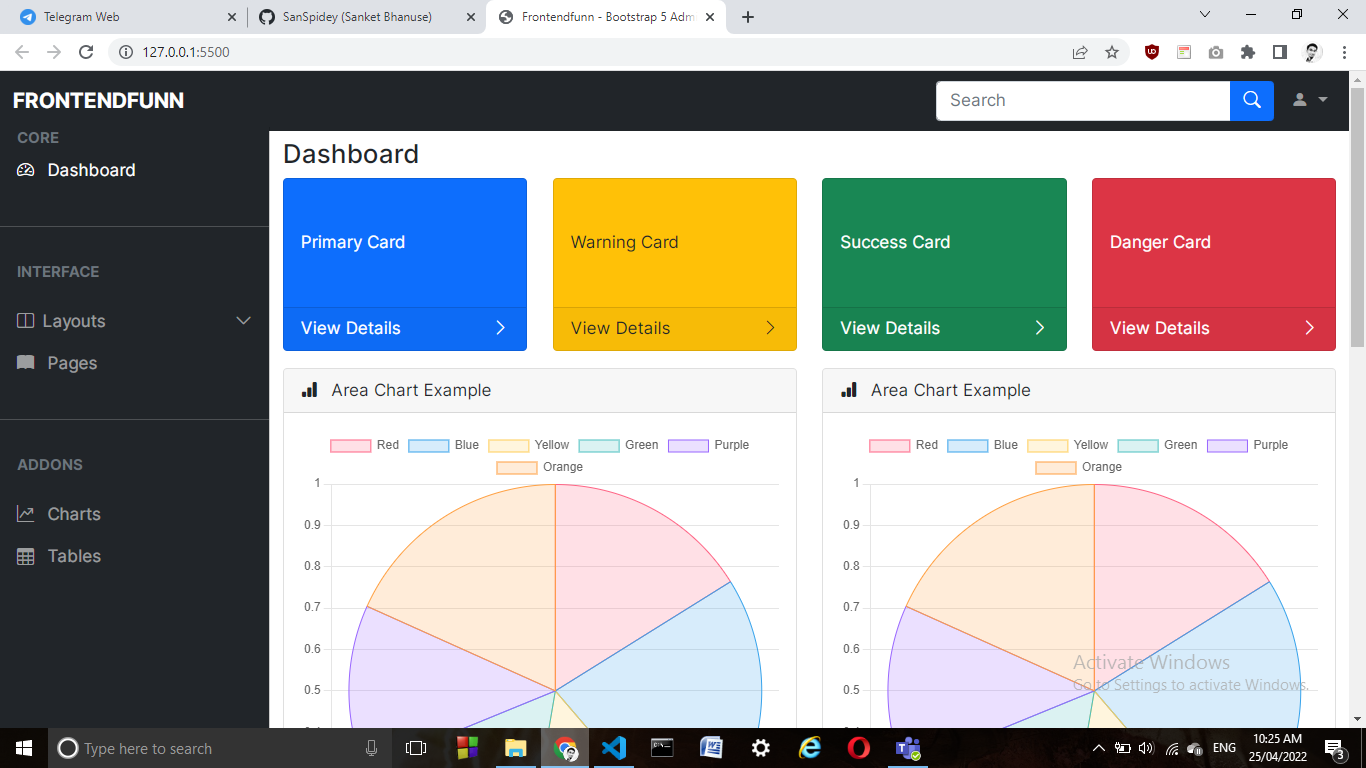 Telegram Web
SanSpidey (Sanket Bhanuse)
Frontendfunn - Bootstrap 5 Adm
127.0.0.1:5500
FRONTENDFUNN
Search
CORE
Dashboard
INTERFACE
Layouts
Pages
ADDONS
Charts
Tables
Dashboard
Primary Card
View Details
Warning Card
View Details
Success Card
View Details
Danger Card
View Details
Area Chart Example
Red Blue Yellow Green Purple
Orange
1
0.9
0.8
0.7
0.6
0.5
Area Chart Example
Red Blue Yellow Green Purple
Orange
1
0.9
0.8
0.7
0.6
0.5
Activate Windows
Go to Settings to activate Windows.
Type here to search
ENG
10:25 AM
25/04/2022
3